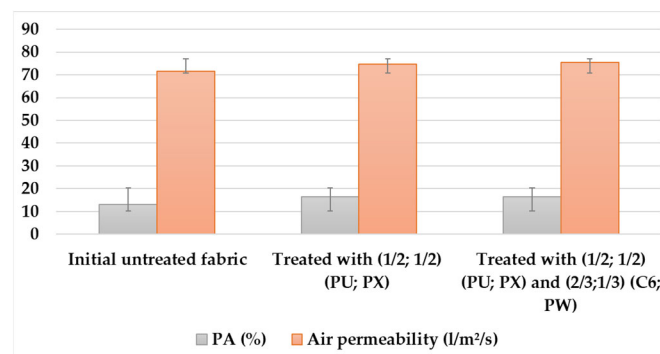 90
80
70
60
50
40
30
20
10
0
Initial untreated fabric
Treated with (1/2; 1/2)
(PU; PX)
Treated with (1/2; 1/2)
(PU; PX) and (2/3;1/3) (C6;
PW)
PA (%)
Air permeability (l/m²/s)